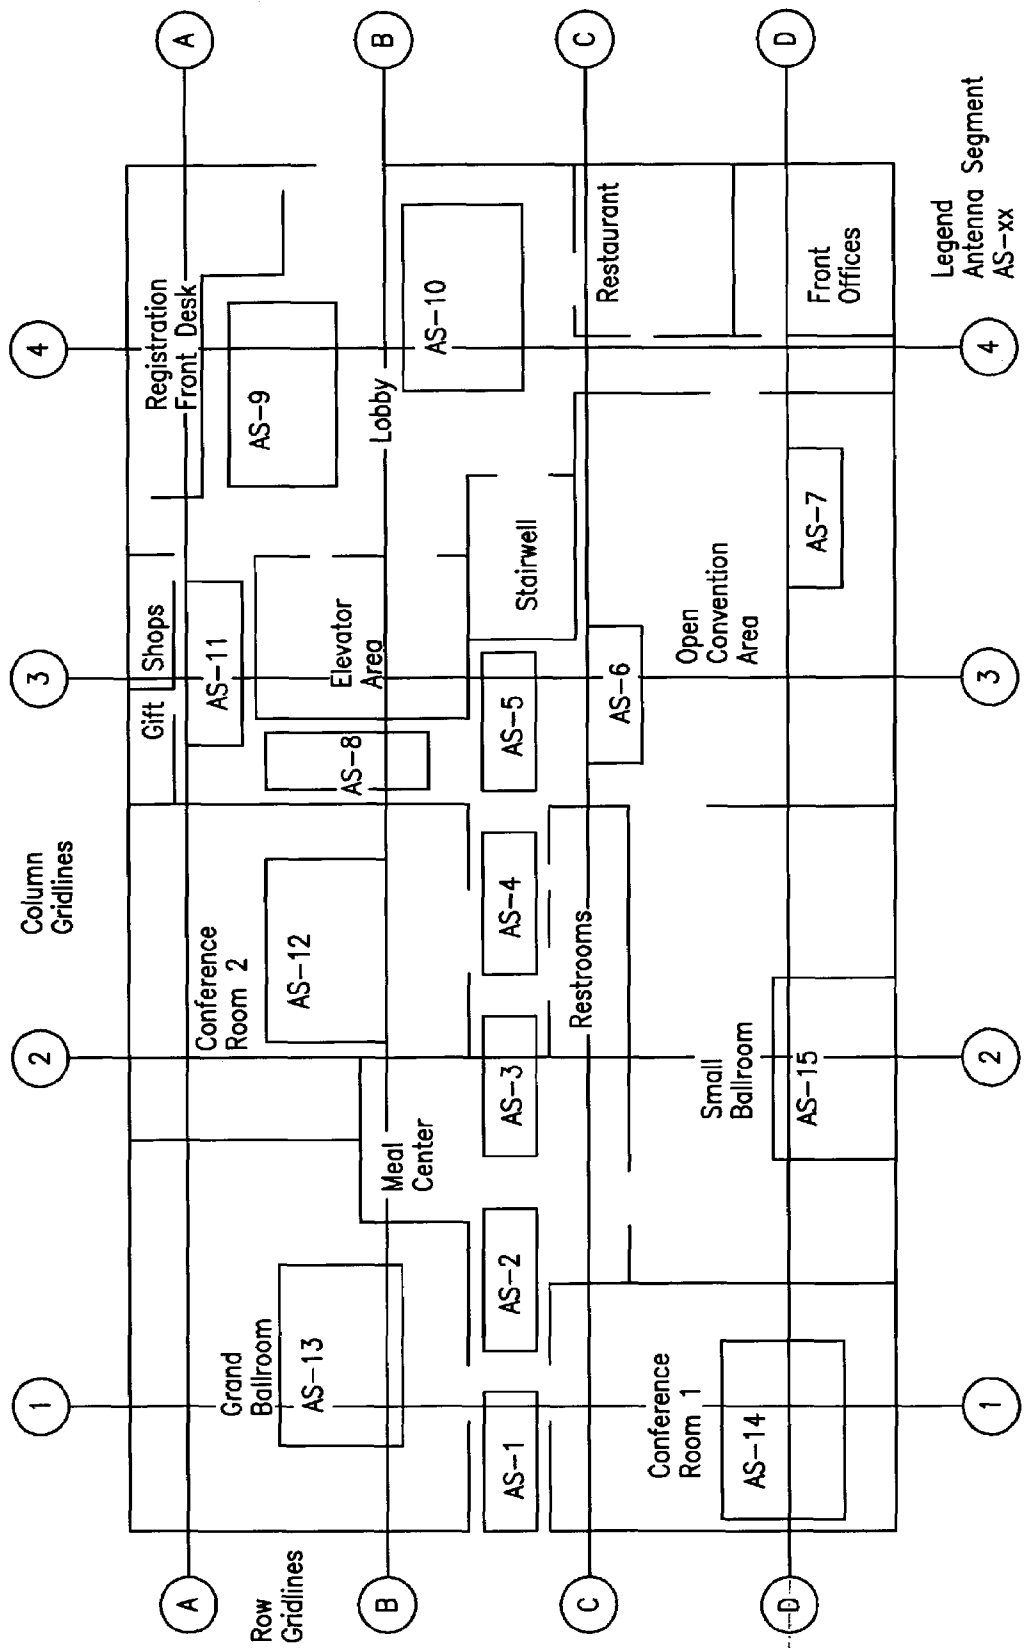 Column
Gridlines
1
2
3
4
Row
Gridlines
A
A
Grand
Ballroom
AS-13
Conference
Room 2
AS-12
Gift
Shops
AS-11
Registration
Front Desk
AS-9
AS-8
Elevator
Area
B
Meal
Center
Lobby
B
AS-10
AS-1
AS-2
AS-3
AS-4
AS-5
Stairwell
C
Restrooms
AS-6
Restaurant
C
Conference
Room 1
AS-14
Small
Ballroom
AS-15
Open
Convention
Area
AS-7
Front
Offices
D
D
1
2
3
4
Legend
Antenna Segment
AS-xx